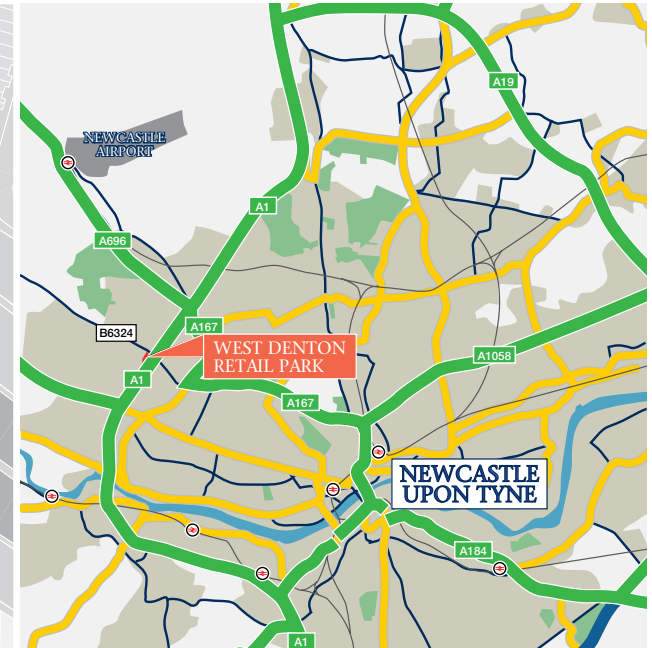 A19
NEWCASTLE
AIRPORT
A1
A696
A167
B6324
WEST DENTON
RETAIL PARK
A1058
A1
A167
NEWCASTLE
UPON TYNE
A184
A1